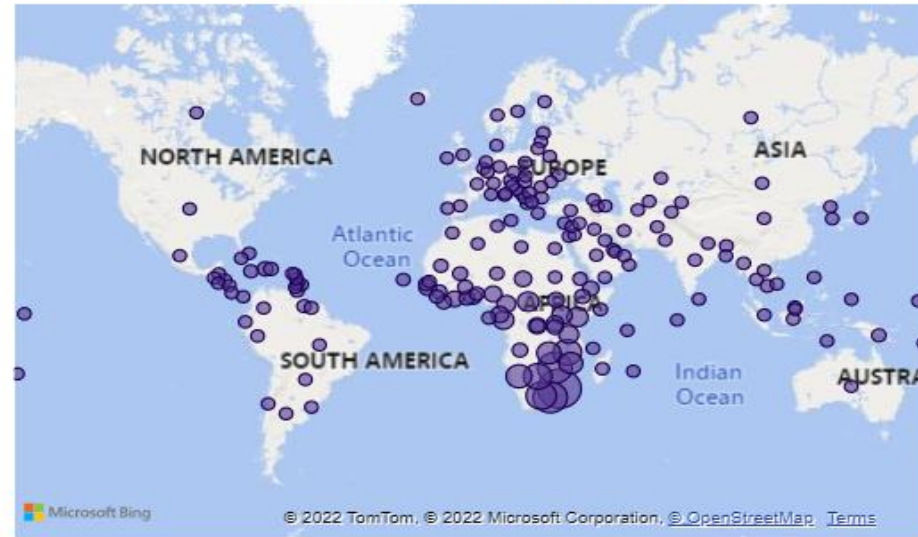 NORTH AMERICA
EUROPE
ASIA
Atlantic
Ocean
AFRICA
SOUTH AMERICA
Indian
Ocean
AUSTRA
Microsoft Bing
© 2022 TomTom, © 2022 Microsoft Corporation, © OpenStreetMap Terms